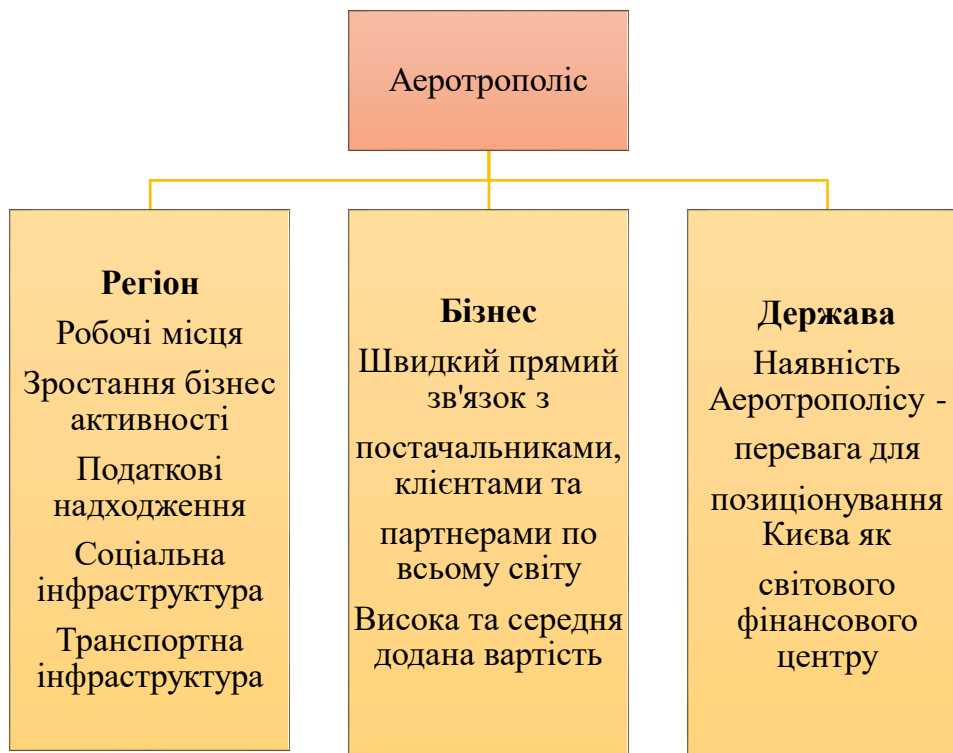 Аеротрополіс
Регіон
Робочі місця
Зростання бізнес
активності
Податкові
надходження
Соціальна
інфраструктура
Транспортна
інфраструктура
Бізнес
Швидкий прямий
зв'язок з
постачальниками,
клієнтами та
партнерами по
всьому світу
Висока та середня
додана вартість
Держава
Наявність
Аеротрополісу -
перевага для
позиціонування
Києва як
світового
фінансового
центру